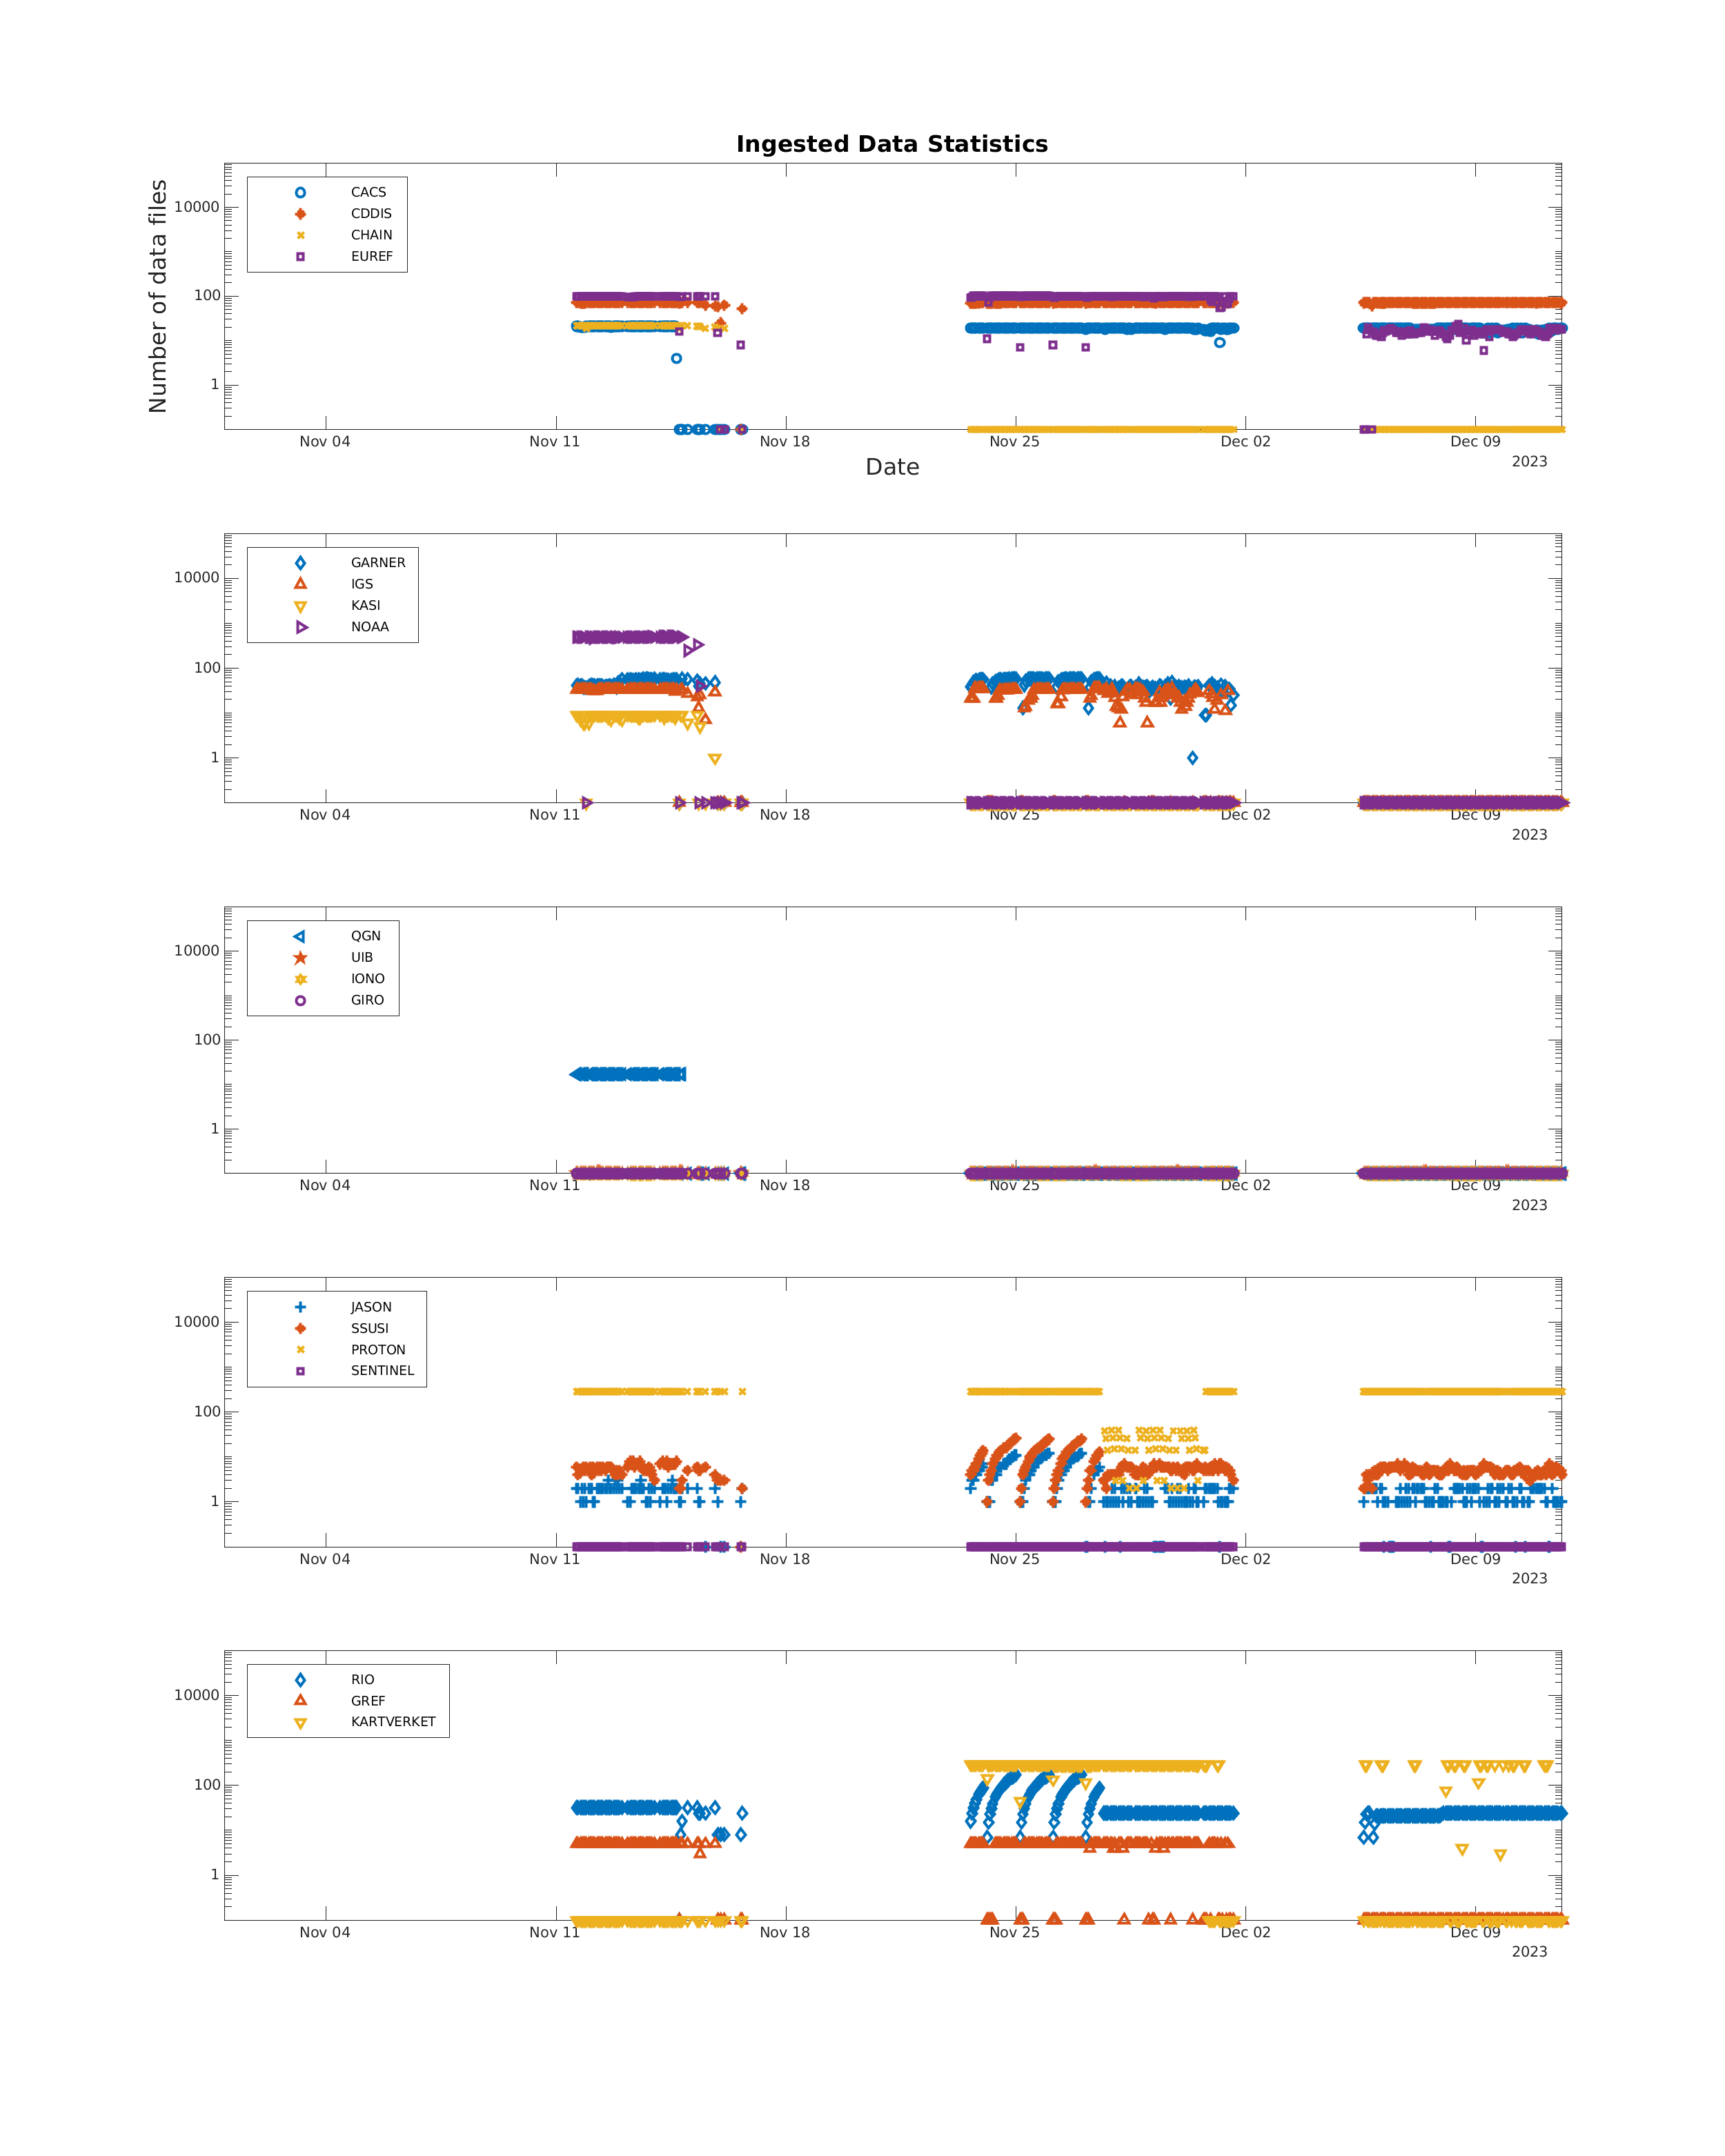 Ingested Data Statistics
Number of data files
CACS
CDDIS
CHAIN
EUREF
10000
100
1
Nov 04 Nov 11 Nov 18 Nov 25 Dec 02 Dec 09
2023
Date
GARNER
IGS
KASI
NOAA
10000
100
1
Nov 04 Nov 11 Nov 18 Nov 25 Dec 02 Dec 09
2023
QGN
UIB
IONO
GIRO
10000
100
1
Nov 04 Nov 11 Nov 18 Nov 25 Dec 02 Dec 09
2023
JASON
SSUSI
PROTON
SENTINEL
10000
100
1
Nov 04 Nov 11 Nov 18 Nov 25 Dec 02 Dec 09
2023
RIO
GREF
KARTVERKET
10000
100
1
Nov 04 Nov 11 Nov 18 Nov 25 Dec 02 Dec 09
2023